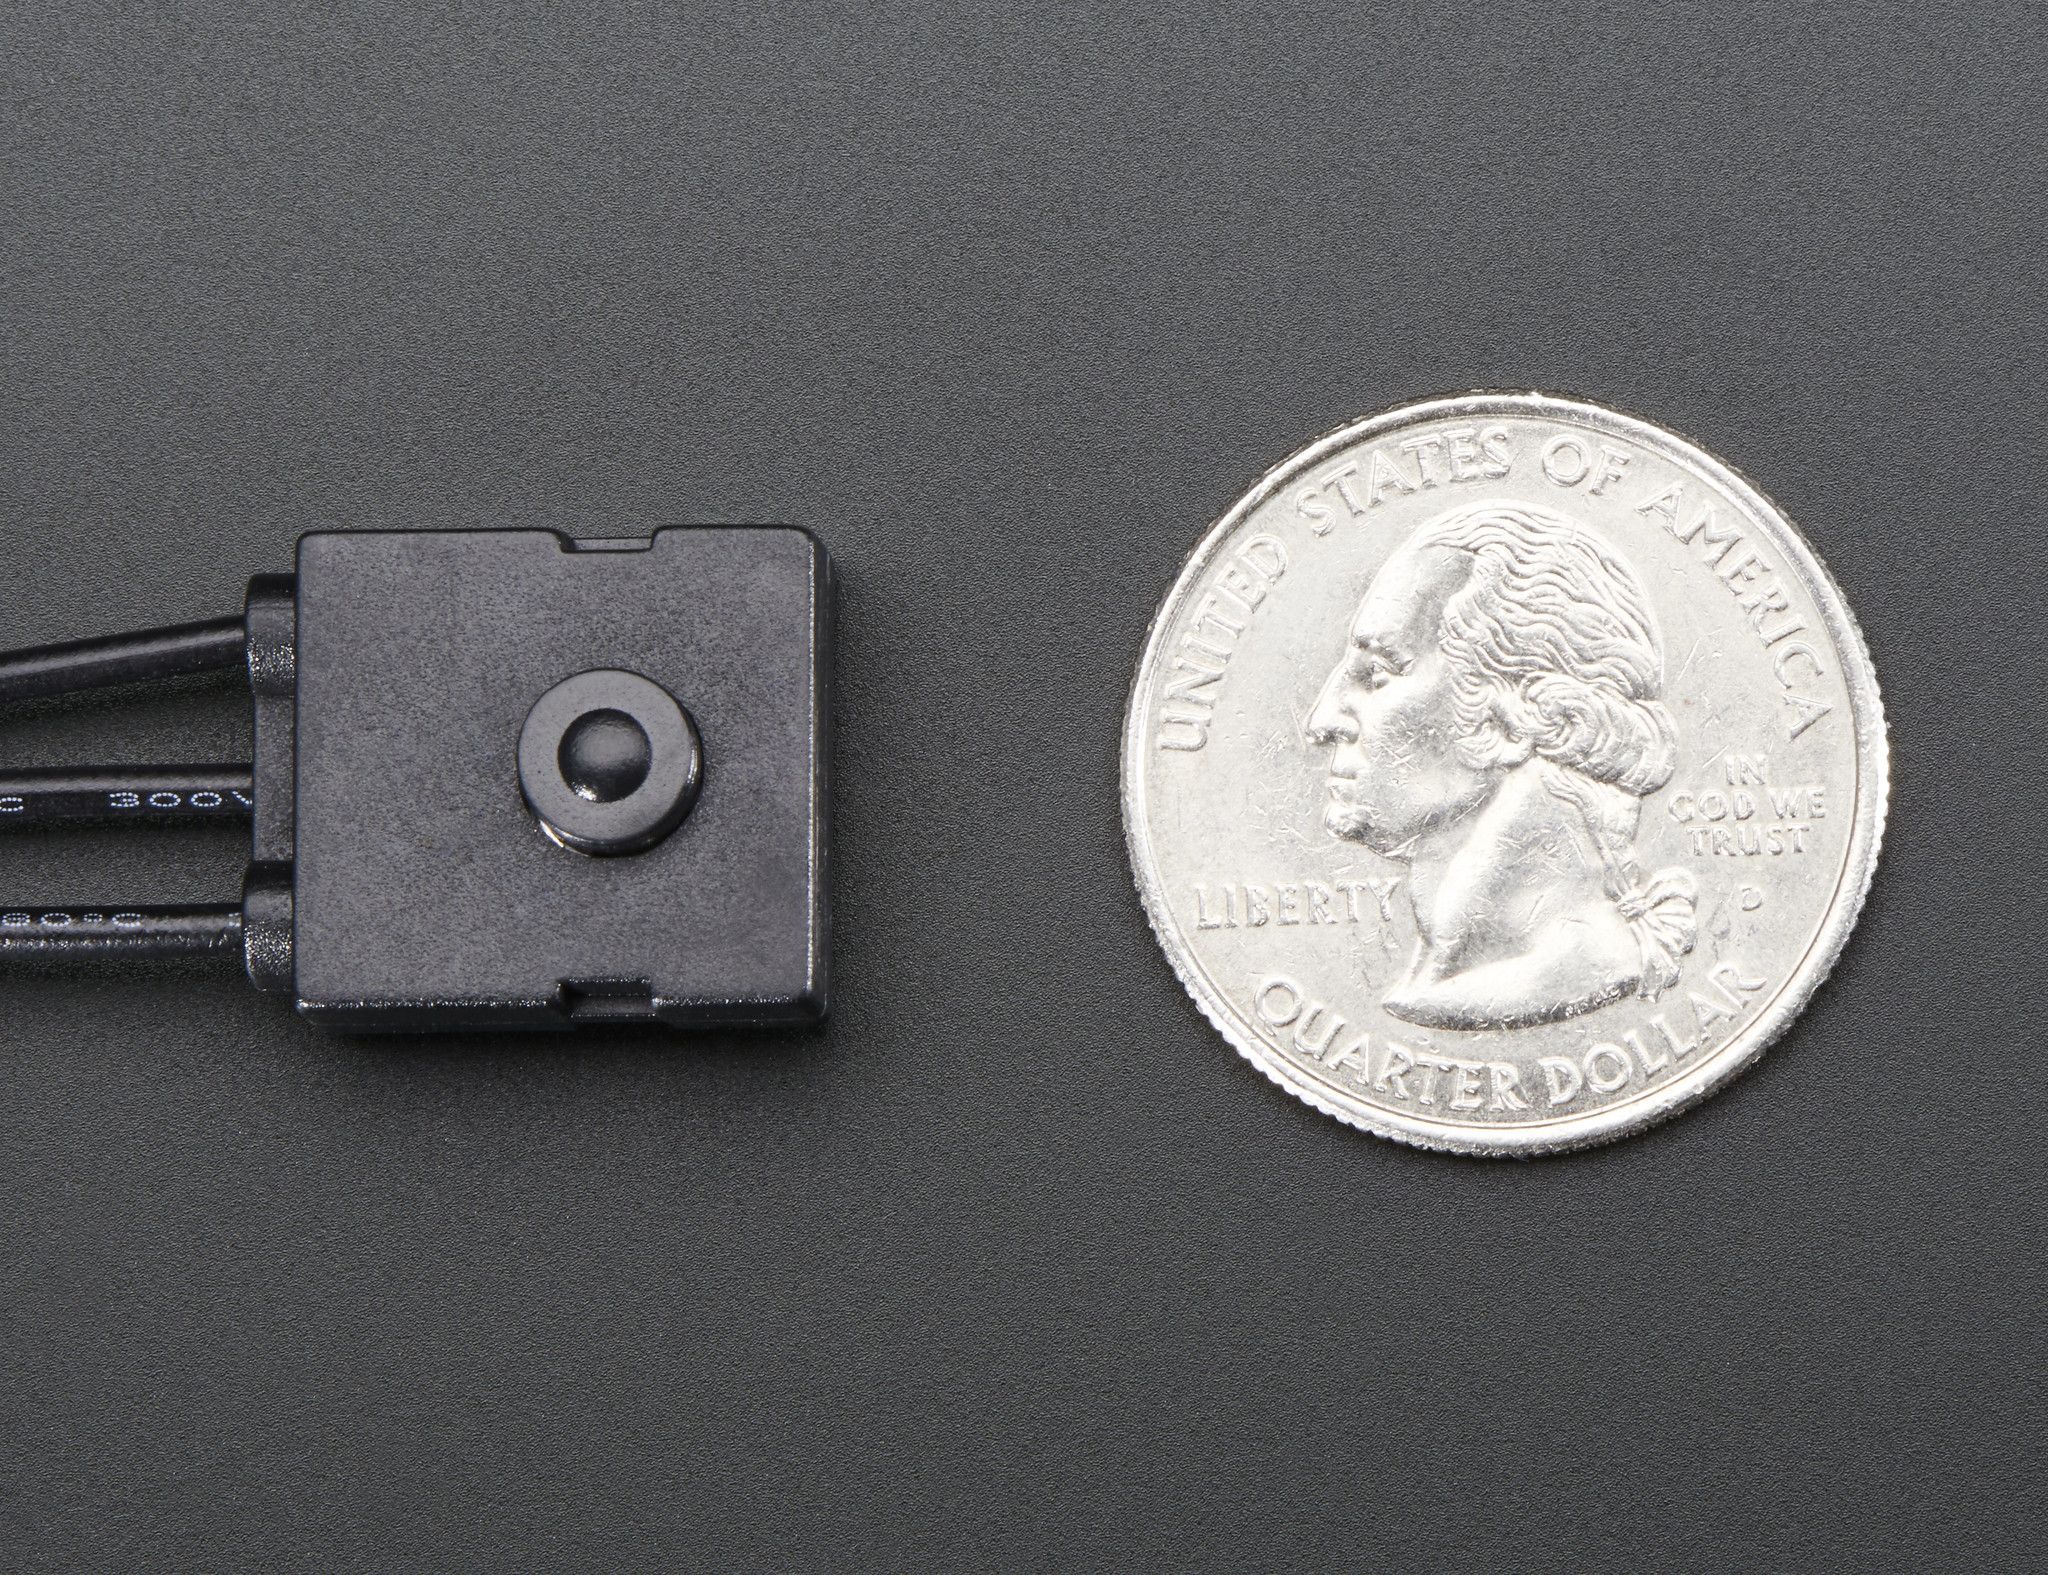 C 300V
80°C
UNITED STATES OF AMERICA
IN
GOD WE
TRUST
LIBERTY
D
QUARTER DOLLAR